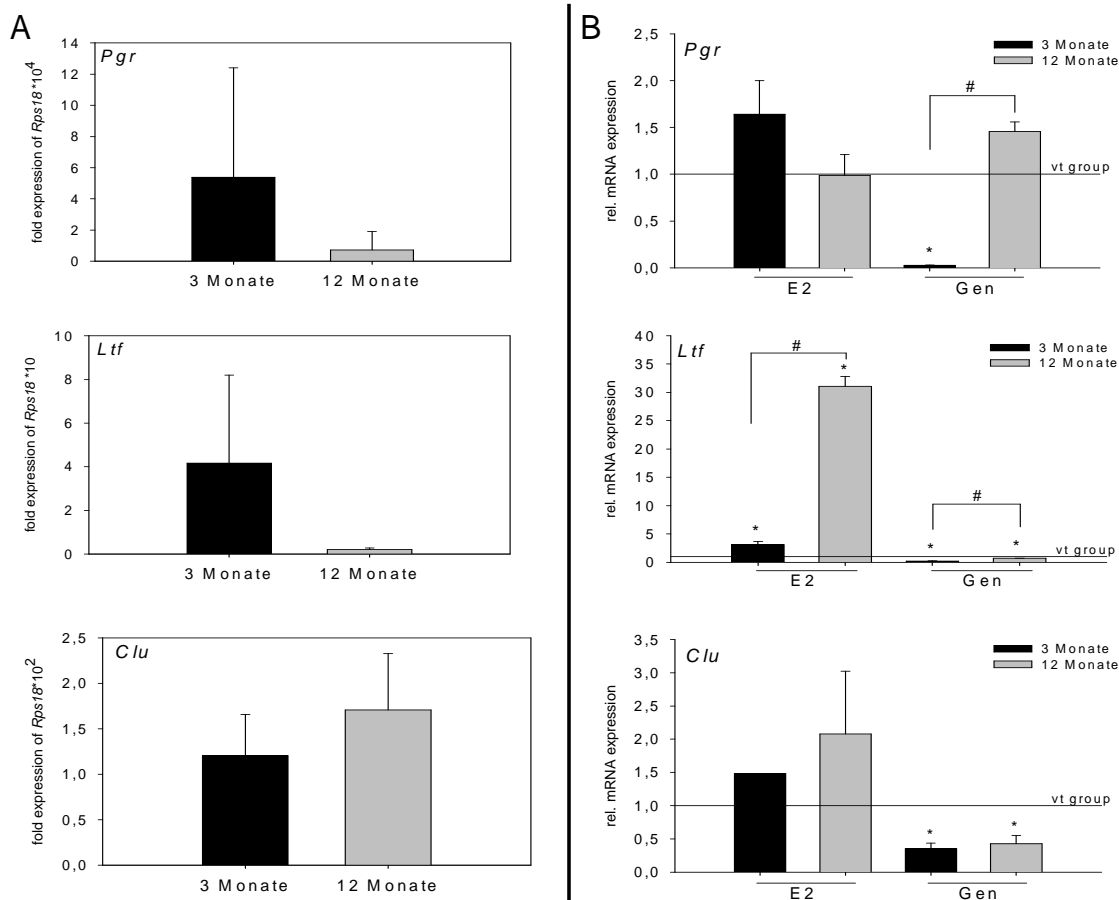 A
Pgr
fold expression of Rps18*10^4
14
12
10
8
6
4
2
0
3 Monate
12 Monate
Ltf
fold expression of Rps18*10
10
8
6
4
2
0
3 Monate
12 Monate
Clu
fold expression of Rps18*10^2
2,5
2,0
1,5
1,0
0,5
0,0
3 Monate
12 Monate
B
Pgr
3 Monate
12 Monate
rel. mRNA expression
2,5
2,0
1,5
1,0
0,5
0,0
#
vt group
*
E2
Gen
Ltf
3 Monate
12 Monate
rel. mRNA expression
40
35
30
25
20
15
10
5
0
#
*
#
*
*
*
vt group
E2
Gen
Clu
3 Monate
12 Monate
rel. mRNA expression
3,5
3,0
2,5
2,0
1,5
1,0
0,5
0,0
vt group
*
*
E2
Gen